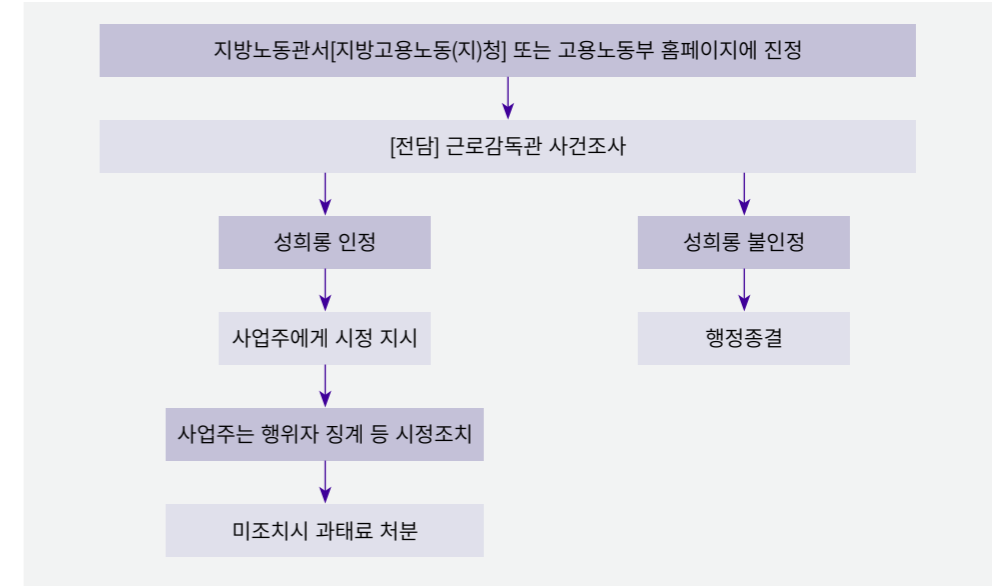 지방노동관서[지방고용노동(지)청] 또는 고용노동부 홈페이지에 진정
[전담] 근로감독관 사건조사
성희롱 인정
성희롱 불인정
사업주에게 시정 지시
행정종결
사업주는 행위자 징계 등 시정조치
미조치시 과태료 처분